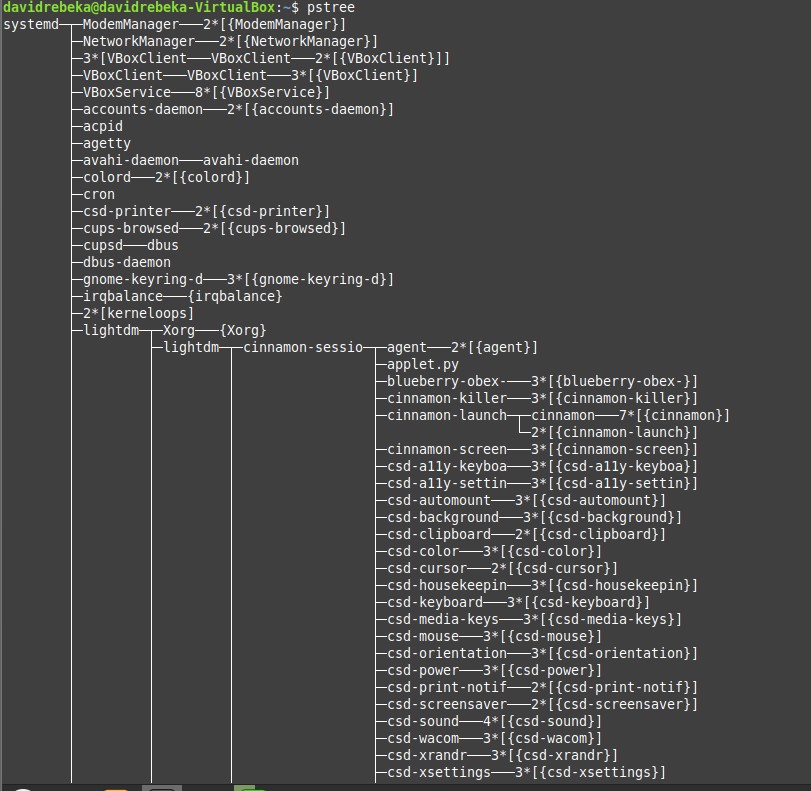 davidrebeka@davidrebeka-VirtualBox:~$ pstree
systemd─┬─ModemManager───2*[{ModemManager}]
        ├─NetworkManager───2*[{NetworkManager}]
        ├─3*[VBoxClient───VBoxClient───2*[{VBoxClient}]]
        ├─VBoxClient───VBoxClient───3*[{VBoxClient}]
        ├─VBoxService───8*[{VBoxService}]
        ├─accounts-daemon───2*[{accounts-daemon}]
        ├─acpid
        ├─agetty
        ├─avahi-daemon───avahi-daemon
        ├─colord───2*[{colord}]
        ├─cron
        ├─csd-printer───2*[{csd-printer}]
        ├─cups-browsed───2*[{cups-browsed}]
        ├─cupsd───dbus
        ├─dbus-daemon
        ├─gnome-keyring-d───3*[{gnome-keyring-d}]
        ├─irqbalance───{irqbalance}
        ├─2*[kerneloops]
        ├─lightdm─┬─Xorg───{Xorg}
        │         ├─lightdm─┬─cinnamon-sessio─┬─agent───2*[{agent}]
        │         │         │                 ├─applet.py
        │         │         │                 ├─blueberry-obex-───3*[{blueberry-obex-}]
        │         │         │                 ├─cinnamon-killer───3*[{cinnamon-killer}]
        │         │         │                 ├─cinnamon-launch─┬─cinnamon───7*[{cinnamon}]
        │         │         │                 │                 └─2*[{cinnamon-launch}]
        │         │         │                 ├─cinnamon-screen───3*[{cinnamon-screen}]
        │         │         │                 ├─csd-a11y-keyboa───3*[{csd-a11y-keyboa}]
        │         │         │                 ├─csd-a11y-settin───3*[{csd-a11y-settin}]
        │         │         │                 ├─csd-automount───3*[{csd-automount}]
        │         │         │                 ├─csd-background───3*[{csd-background}]
        │         │         │                 ├─csd-clipboard───2*[{csd-clipboard}]
        │         │         │                 ├─csd-color───3*[{csd-color}]
        │         │         │                 ├─csd-cursor───2*[{csd-cursor}]
        │         │         │                 ├─csd-housekeepin───3*[{csd-housekeepin}]
        │         │         │                 ├─csd-keyboard───3*[{csd-keyboard}]
        │         │         │                 ├─csd-media-keys───3*[{csd-media-keys}]
        │         │         │                 ├─csd-mouse───3*[{csd-mouse}]
        │         │         │                 ├─csd-orientation───3*[{csd-orientation}]
        │         │         │                 ├─csd-power───3*[{csd-power}]
        │         │         │                 ├─csd-print-notif───2*[{csd-print-notif}]
        │         │         │                 ├─csd-screensaver───2*[{csd-screensaver}]
        │         │         │                 ├─csd-sound───4*[{csd-sound}]
        │         │         │                 ├─csd-wacom───3*[{csd-wacom}]
        │         │         │                 ├─csd-xrandr───3*[{csd-xrandr}]
        │         │         │                 ├─csd-xsettings───3*[{csd-xsettings}]